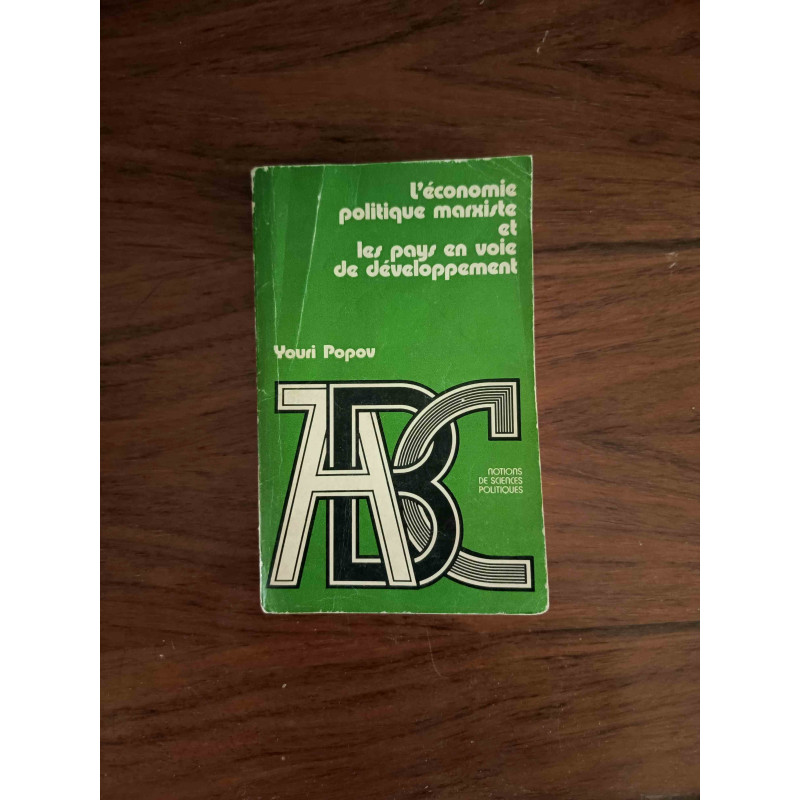 L'économie
politique marxiste
et
les pays en voie
de développement
Youri Popov
ABC
NOTIONS
DE SCIENCES
POLITIQUES